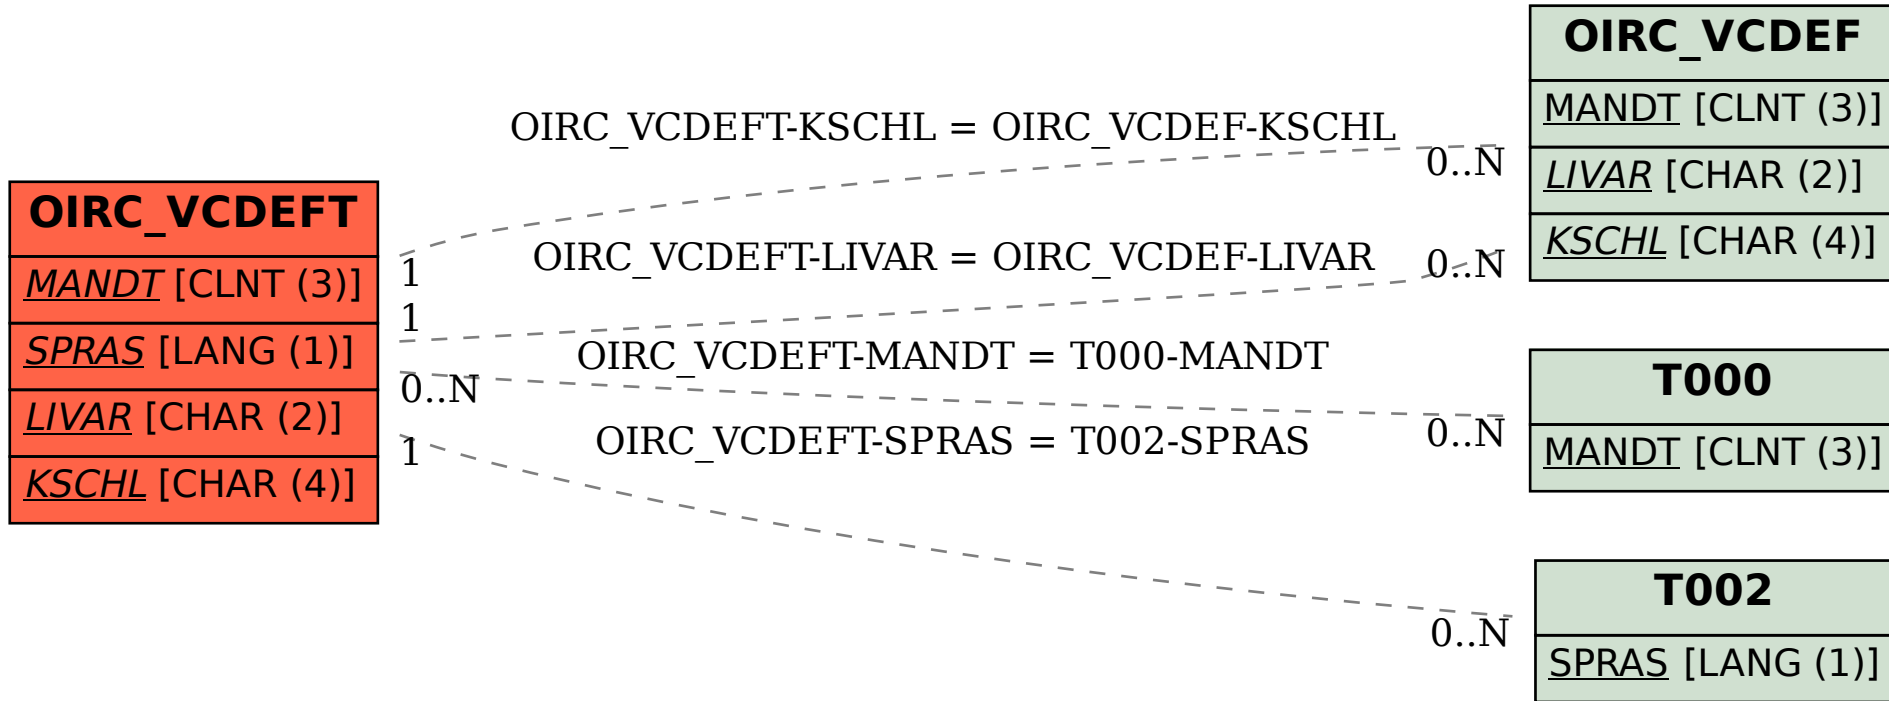 OIRC_VCDEFT
MANDT [CLNT (3)]
SPRAS [LANG (1)]
LIVAR [CHAR (2)]
KSCHL [CHAR (4)]
OIRC_VCDEFT-KSCHL = OIRC_VCDEF-KSCHL
0..N
1
OIRC_VCDEFT-LIVAR = OIRC_VCDEF-LIVAR
0..N
1
OIRC_VCDEFT-MANDT = T000-MANDT
0..N
0..N
OIRC_VCDEFT-SPRAS = T002-SPRAS
1
0..N
OIRC_VCDEF
MANDT [CLNT (3)]
LIVAR [CHAR (2)]
KSCHL [CHAR (4)]
T000
MANDT [CLNT (3)]
T002
SPRAS [LANG (1)]